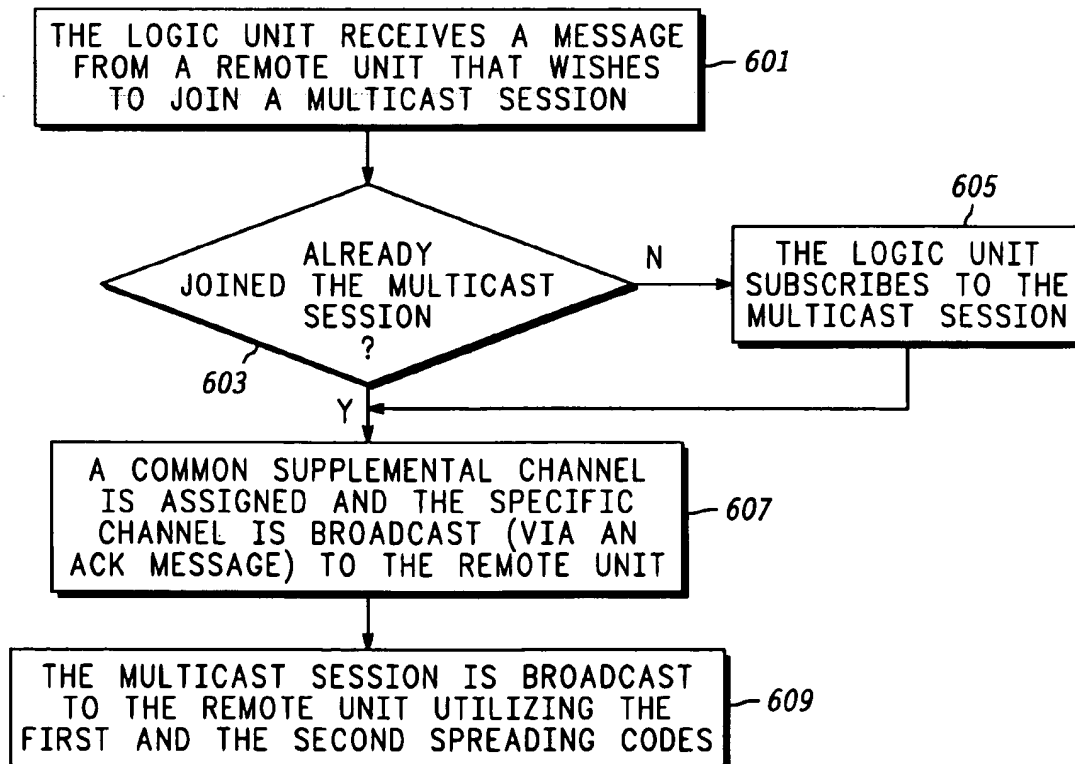 THE LOGIC UNIT RECEIVES A MESSAGE
FROM A REMOTE UNIT THAT WISHES
TO JOIN A MULTICAST SESSION
601
ALREADY
JOINED THE MULTICAST
SESSION
?
603
N
605
THE LOGIC UNIT
SUBSCRIBES TO THE
MULTICAST SESSION
Y
A COMMON SUPPLEMENTAL CHANNEL
IS ASSIGNED AND THE SPECIFIC
CHANNEL IS BROADCAST (VIA AN
ACK MESSAGE) TO THE REMOTE UNIT
607
THE MULTICAST SESSION IS BROADCAST
TO THE REMOTE UNIT UTILIZING THE
FIRST AND THE SECOND SPREADING CODES
609